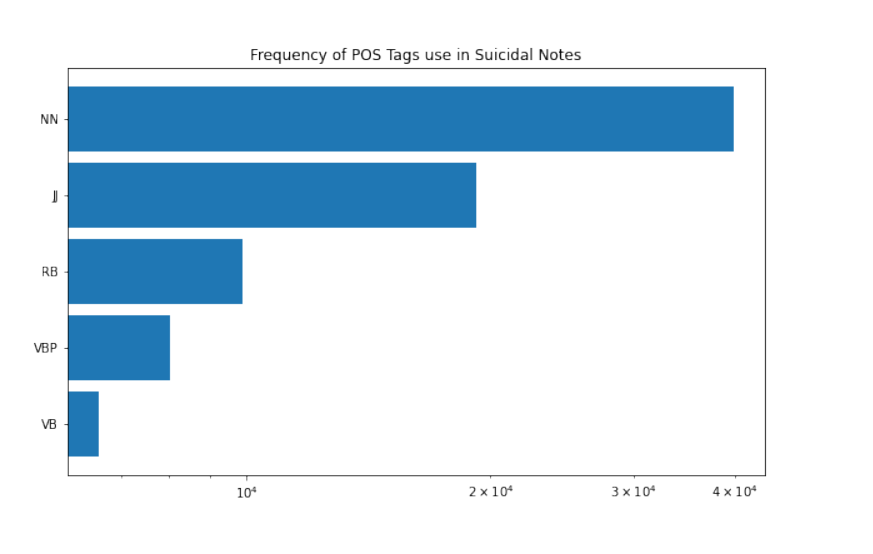 Frequency of POS Tags use in Suicidal Notes
NN
JJ
RB
VBP
VB
10⁴
2 × 10⁴
3 × 10⁴
4 × 10⁴